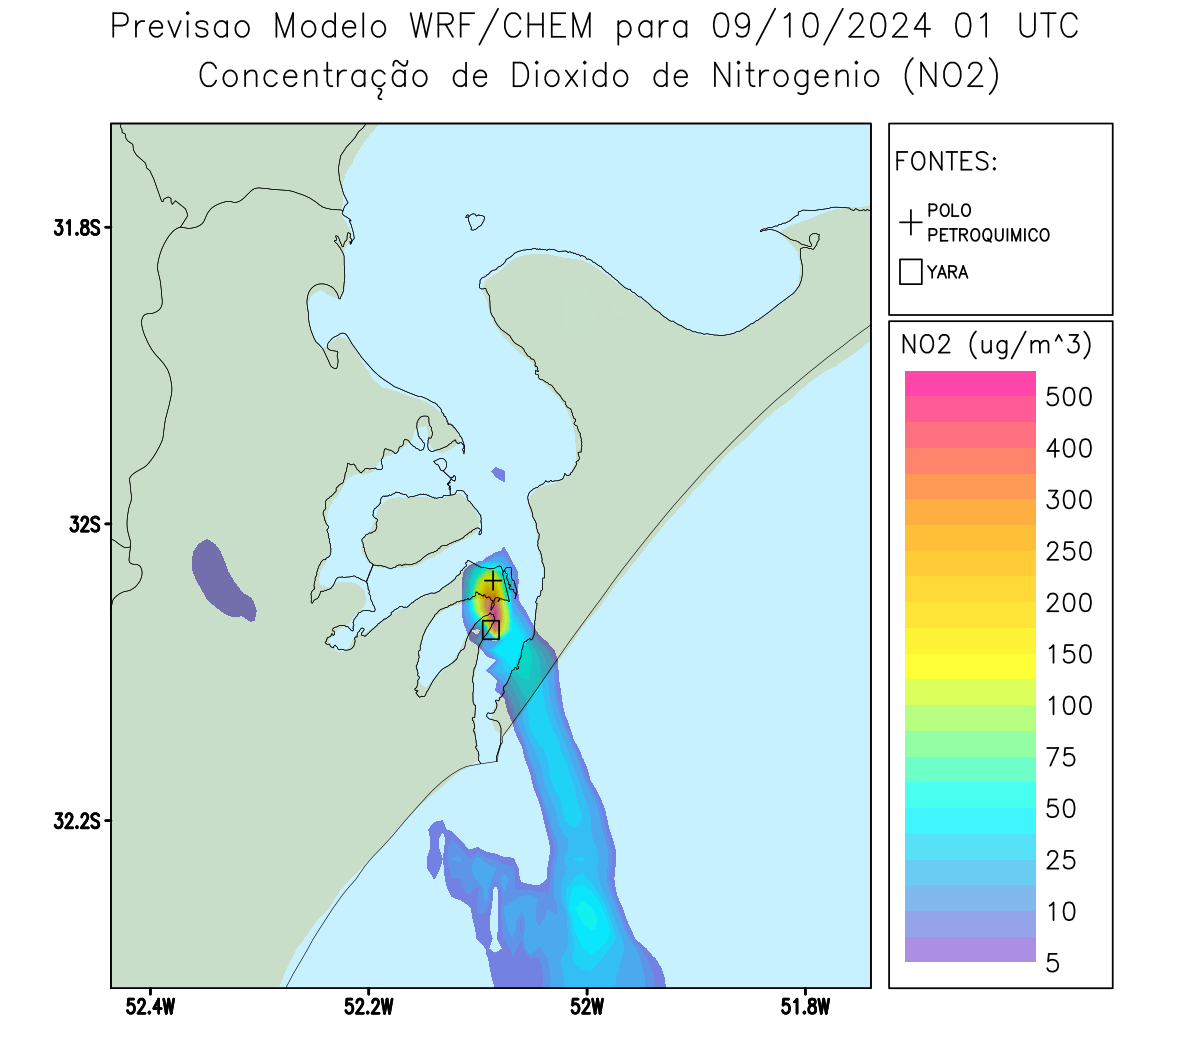 Previsao Modelo WRF/CHEM para 09/10/2024 01 UTC
Concentração de Dioxido de Nitrogenio (NO2)
FONTES:
POLO
PETROQUIMICO
YARA
NO2 (ug/m^3)
500
400
300
250
200
150
100
75
50
25
10
5
31.8S
32S
32.2S
52.4W
52.2W
52W
51.8W